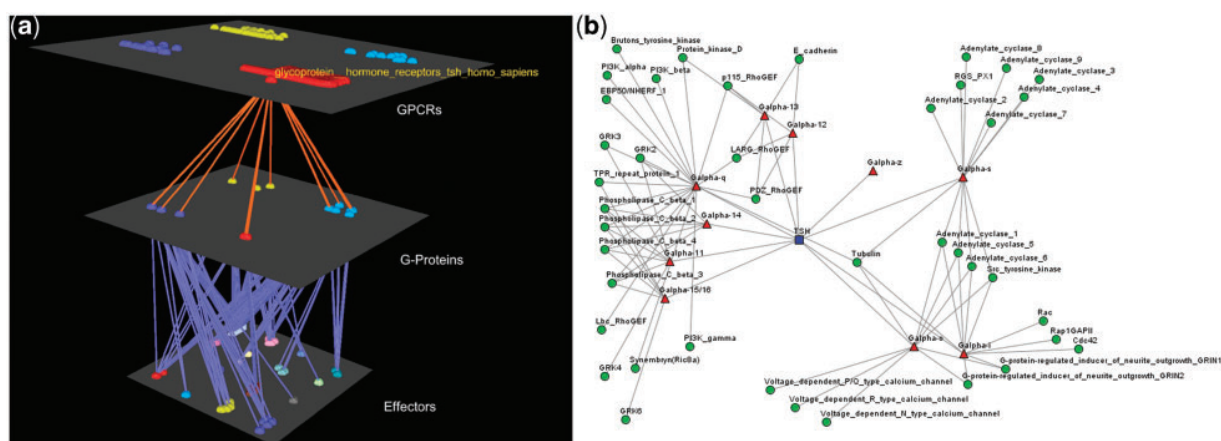 (a)
glycoprotein hormone_receptors_tsh_homo_sapiens
GPCRs
G-Proteins
Effectors
(b)
Brutons_tyrosine_kinase
Protein_kinase_D
E_cadherin
PI3K_alpha
PI3K_beta
p115_RhoGEF
EBP50/NHERF_1
Galpha-13
Galpha-12
GRK3
GRK2
LARG_RhoGEF
TPR_repeat_protein_1
Galpha-q
PDZ_RhoGEF
Phospholipase_C_beta_1
Phospholipase_C_beta_2
Galpha-14
Phospholipase_C_beta_4
Galpha-11
Phospholipase_C_beta_3
Galpha-15/16
Lbc_RhoGEF
PI3K_gamma
Synembryn(Ric8a)
GRK4
GRK6
TSH
Galpha-z
Adenylate_cyclase_8
Adenylate_cyclase_9
Adenylate_cyclase_3
RGS_PX1
Adenylate_cyclase_4
Adenylate_cyclase_2
Adenylate_cyclase_7
Galpha-s
Adenylate_cyclase_1
Adenylate_cyclase_5
Tubulin
Adenylate_cyclase_6
Src_tyrosine_kinase
Rac
Rap1GAPII
Cdc42
Galpha-o
Galpha-i
G-protein-regulated_inducer_of_neurite_outgrowth_GRIN1
G-protein-regulated_inducer_of_neurite_outgrowth_GRIN2
Voltage_dependent_P/Q_type_calcium_channel
Voltage_dependent_R_type_calcium_channel
Voltage_dependent_N_type_calcium_channel